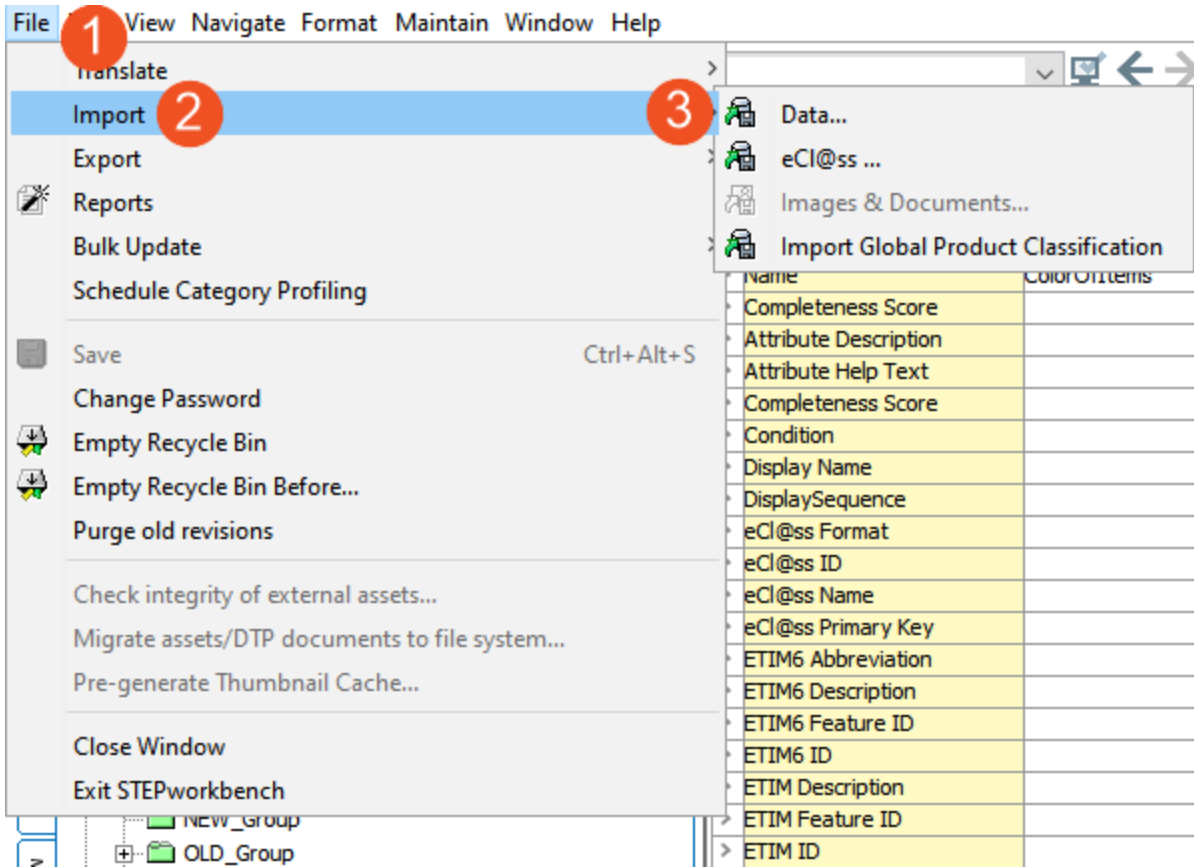 File View Navigate Format Maintain Window Help
1
Translate
Import 2
3
Data...
Export
eCl@ss ...
Reports
Images & Documents...
Bulk Update
Import Global Product Classification
Schedule Category Profiling
Name ColorOfItems
Completeness Score
Attribute Description
Save Ctrl+Alt+S
Attribute Help Text
Change Password
Completeness Score
Empty Recycle Bin
Condition
Empty Recycle Bin Before...
Display Name
DisplaySequence
Purge old revisions
eCl@ss Format
eCl@ss ID
Check integrity of external assets...
eCl@ss Name
Migrate assets/DTP documents to file system...
eCl@ss Primary Key
ETIM6 Abbreviation
Pre-generate Thumbnail Cache...
ETIM6 Description
ETIM6 Feature ID
Close Window
ETIM6 ID
Exit STEPworkbench
ETIM Description
NEW_Group
ETIM Feature ID
OLD_Group
ETIM ID